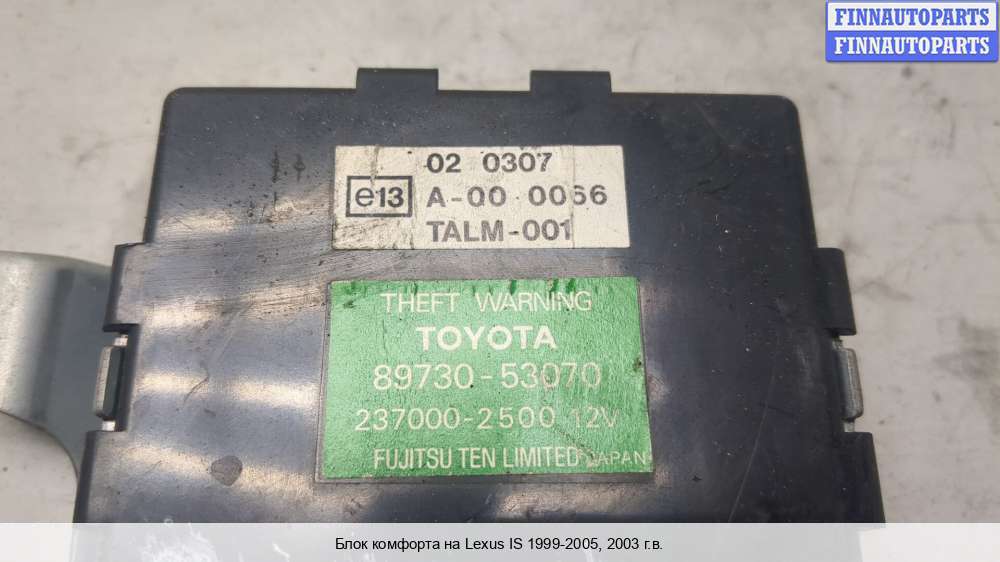 FINNAUTOPARTS
FINNAUTOPARTS
02 0307
e13 A-00 0066
TALM-001
THEFT WARNING
TOYOTA
89730-53070
237000-2500 12V
FUJITSU TEN LIMITED JAPAN
Блок комфорта на Lexus IS 1999-2005, 2003 г.в.